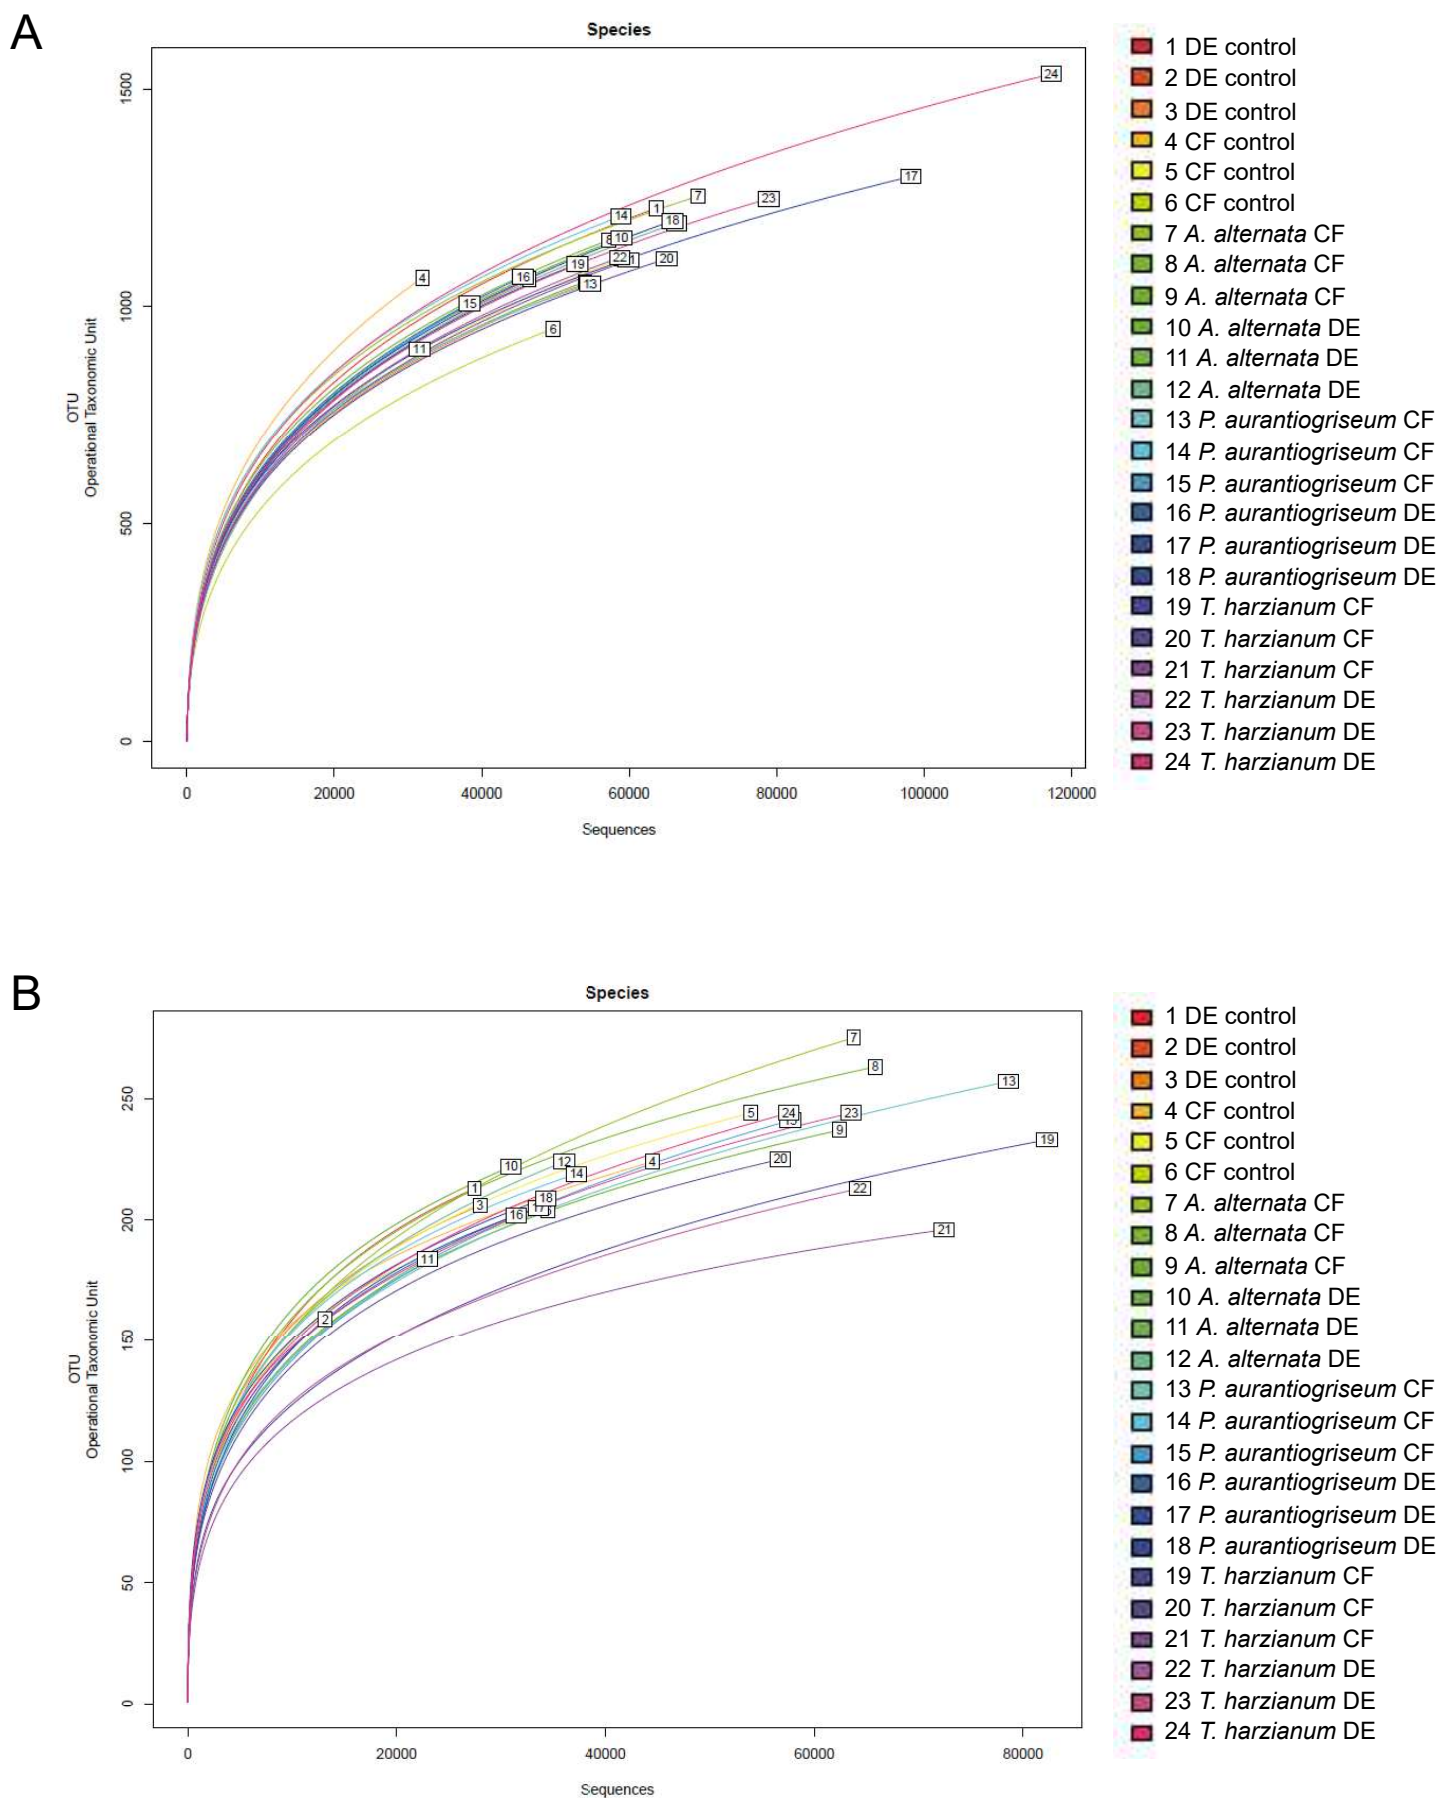 A
Species
1500
1000
500
0
OTU
Operational Taxonomic Unit
24
17
7
23
1
14
18
8
10
19
22
1
20
4
16
15
13
11
6
0
20000
40000
60000
80000
100000
120000
Sequences
1 DE control
2 DE control
3 DE control
4 CF control
5 CF control
6 CF control
7 A. alternata CF
8 A. alternata CF
9 A. alternata CF
10 A. alternata DE
11 A. alternata DE
12 A. alternata DE
13 P. aurantiogriseum CF
14 P. aurantiogriseum CF
15 P. aurantiogriseum CF
16 P. aurantiogriseum DE
17 P. aurantiogriseum DE
18 P. aurantiogriseum DE
19 T. harzianum CF
20 T. harzianum CF
21 T. harzianum CF
22 T. harzianum DE
23 T. harzianum DE
24 T. harzianum DE
B
Species
250
200
150
100
50
0
OTU
Operational Taxonomic Unit
7
8
13
5
24
23
9
19
10
12
14
4
20
1
3
18
17
16
22
21
11
2
0
20000
40000
60000
80000
Sequences
1 DE control
2 DE control
3 DE control
4 CF control
5 CF control
6 CF control
7 A. alternata CF
8 A. alternata CF
9 A. alternata CF
10 A. alternata DE
11 A. alternata DE
12 A. alternata DE
13 P. aurantiogriseum CF
14 P. aurantiogriseum CF
15 P. aurantiogriseum CF
16 P. aurantiogriseum DE
17 P. aurantiogriseum DE
18 P. aurantiogriseum DE
19 T. harzianum CF
20 T. harzianum CF
21 T. harzianum CF
22 T. harzianum DE
23 T. harzianum DE
24 T. harzianum DE